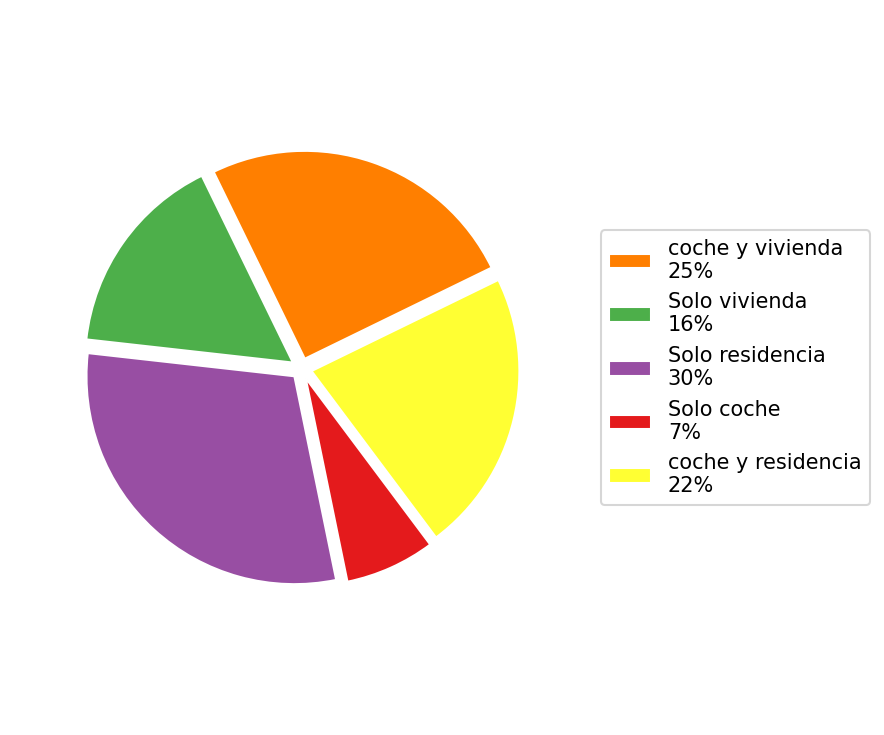 coche y vivienda
25%
Solo vivienda
16%
Solo residencia
30%
Solo coche
7%
coche y residencia
22%